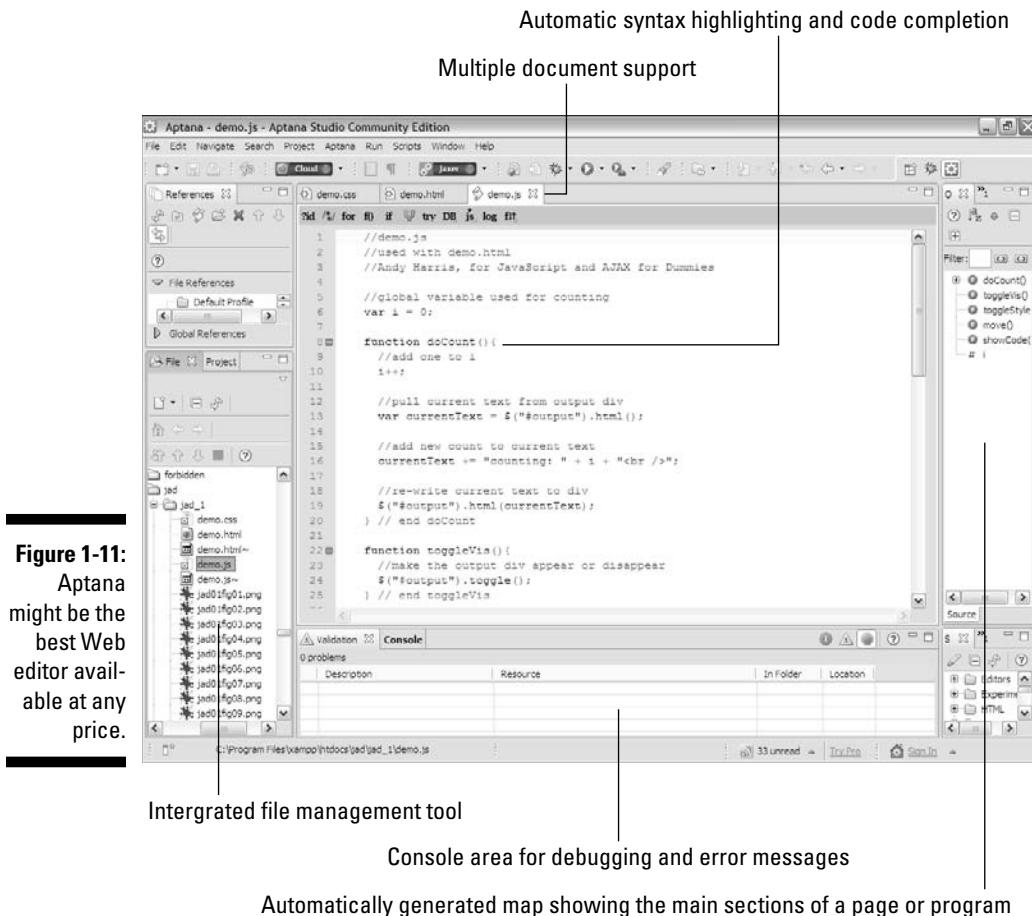 Automatic syntax highlighting and code completion
Multiple document support
Aptana - demo.js - Aptana Studio Community Edition
File Edit Navigate Search Project Aptana Run Scripts Window Help
Cloud
Jaxer
References
demo.css
demo.html
demo.js
try DB js log
for if
File References
Default Profile
Global References
File Project
forbidden
jad
jad_1
demo.css
demo.html
demo.html~
demo.js
demo.js~
jad01fig01.png
jad01fig02.png
jad01fig03.png
jad01fig04.png
jad01fig05.png
jad01fig06.png
jad01fig07.png
jad01fig08.png
jad01fig09.png
1 //demo.js
2 //used with demo.html
3 //Andy Harris, for JavaScript and AJAX for Dummies
4
5 //global variable used for counting
6 var i = 0;
7
8 function doCount(){
9 //add one to i
10 i++;
11
12 //pull current text from output div
13 var currentText = $("#output").html();
14
15 //add new count to current text
16 currentText += "counting: " + i + "<br />";
17
18 //re-write current text to div
19 $("#output").html(currentText);
20 } // end doCount
21
22 function toggleVis(){
23 //make the output div appear or disappear
24 $("#output").toggle();
25 } // end toggleVis
Filter:
doCount()
toggleVis()
toggleStyle
move()
showCode(
# i
Source
Validation Console
0 problems
Description Resource In Folder Location
Editors
Experime
HTML
C:\Program Files\xampp\htdocs\jad\jad_1\demo.js
33 unread
Try Pro
Sign In
Figure 1-11:
Aptana
might be the
best Web
editor avail-
able at any
price.
Intergrated file management tool
Console area for debugging and error messages
Automatically generated map showing the main sections of a page or program